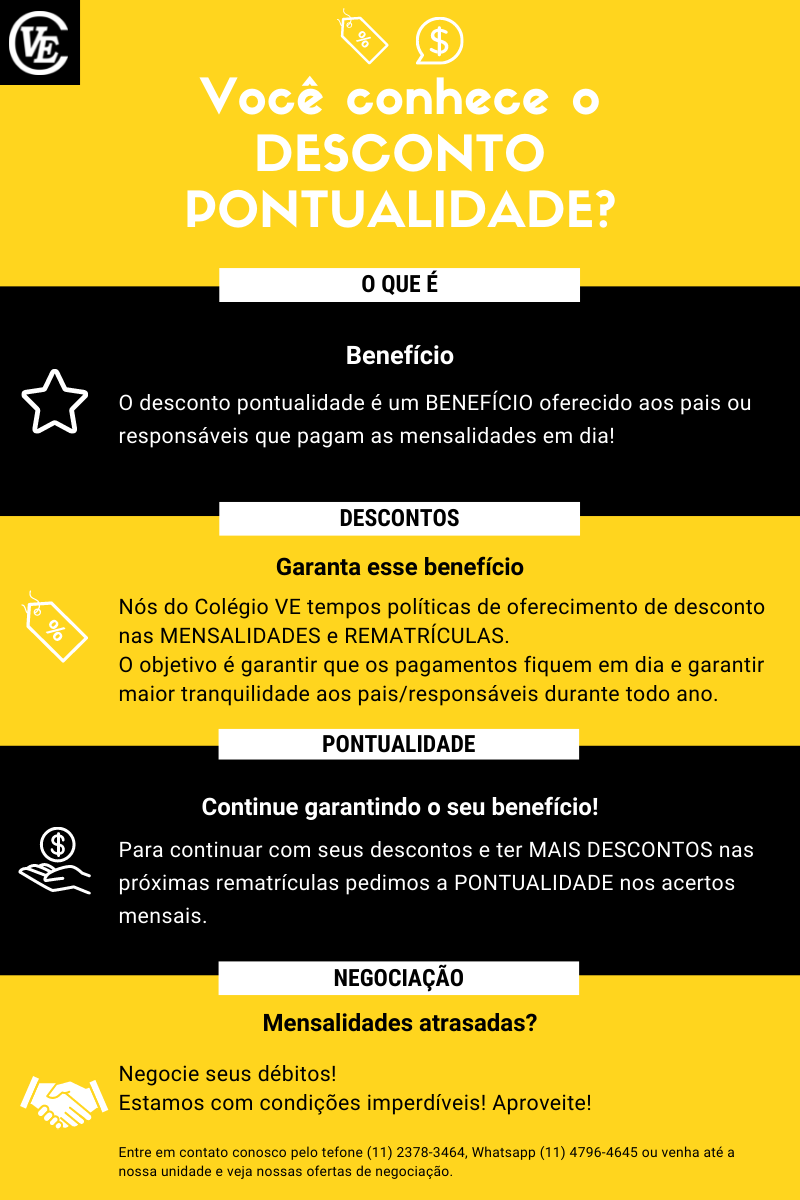 VE
%
$
Você conhece o
DESCONTO
PONTUALIDADE?
O QUE É
Benefício
O desconto pontualidade é um BENEFÍCIO oferecido aos pais ou
responsáveis que pagam as mensalidades em dia!
DESCONTOS
Garanta esse benefício
%
Nós do Colégio VE tempos políticas de oferecimento de desconto
nas MENSALIDADES e REMATRÍCULAS.
O objetivo é garantir que os pagamentos fiquem em dia e garantir
maior tranquilidade aos pais/responsáveis durante todo ano.
PONTUALIDADE
Continue garantindo o seu benefício!
$
Para continuar com seus descontos e ter MAIS DESCONTOS nas
próximas rematrículas pedimos a PONTUALIDADE nos acertos
mensais.
NEGOCIAÇÃO
Mensalidades atrasadas?
Negocie seus débitos!
Estamos com condições imperdíveis! Aproveite!
Entre em contato conosco pelo tefone (11) 2378-3464, Whatsapp (11) 4796-4645 ou venha até a
nossa unidade e veja nossas ofertas de negociação.